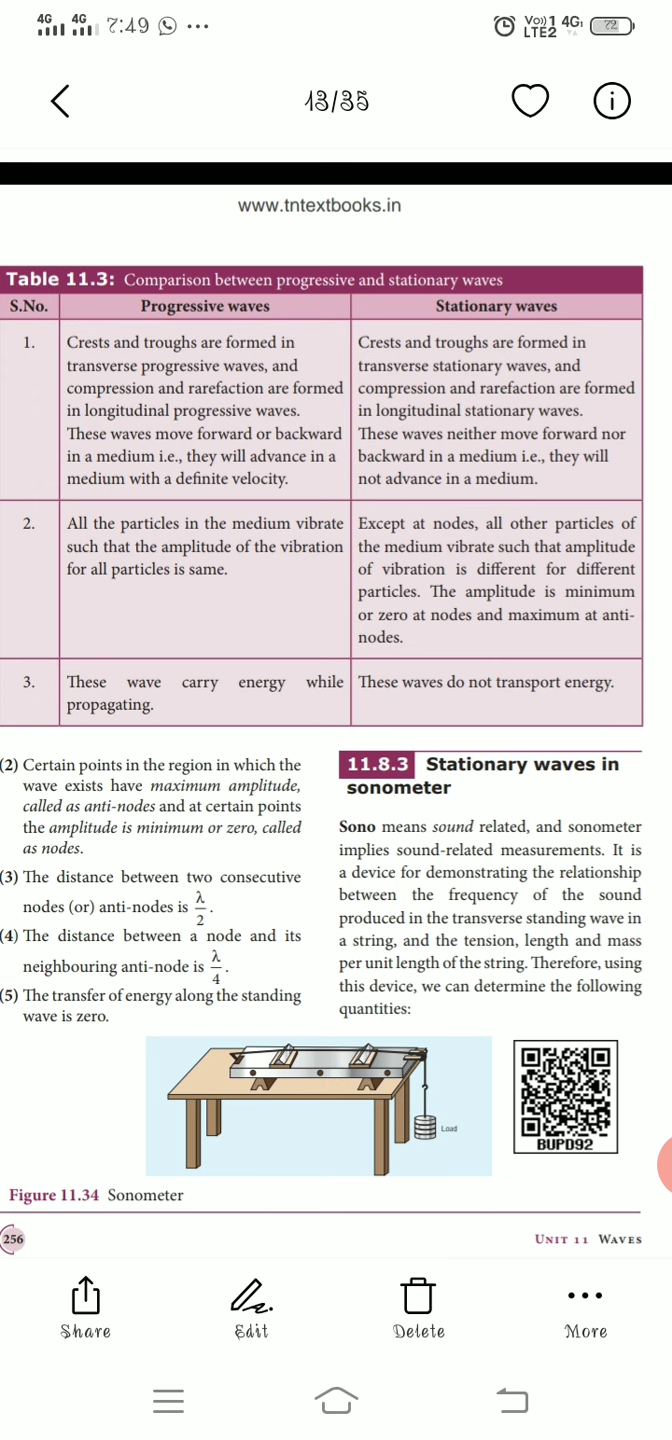 4G 4G 7:49 ...
Vo)) 1 4G
LTE2
72
13/35
www.tntextbooks.in
Table 11.3: Comparison between progressive and stationary waves
S.No. Progressive waves Stationary waves
1.
Crests and troughs are formed in
transverse progressive waves, and
compression and rarefaction are formed
in longitudinal progressive waves.
These waves move forward or backward
in a medium i.e., they will advance in a
medium with a definite velocity.
Crests and troughs are formed in
transverse stationary waves, and
compression and rarefaction are formed
in longitudinal stationary waves.
These waves neither move forward nor
backward in a medium i.e., they will
not advance in a medium.
2.
All the particles in the medium vibrate
such that the amplitude of the vibration
for all particles is same.
Except at nodes, all other particles of
the medium vibrate such that amplitude
of vibration is different for different
particles. The amplitude is minimum
or zero at nodes and maximum at anti-
nodes.
3.
These wave carry energy while
propagating.
These waves do not transport energy.
(2) Certain points in the region in which the
wave exists have maximum amplitude,
called as anti-nodes and at certain points
the amplitude is minimum or zero, called
as nodes.
(3) The distance between two consecutive
nodes (or) anti-nodes is λ/2.
(4) The distance between a node and its
neighbouring anti-node is λ/4.
(5) The transfer of energy along the standing
wave is zero.
11.8.3 Stationary waves in
sonometer
Sono means sound related, and sonometer
implies sound-related measurements. It is
a device for demonstrating the relationship
between the frequency of the sound
produced in the transverse standing wave in
a string, and the tension, length and mass
per unit length of the string. Therefore, using
this device, we can determine the following
quantities:
Load
BUPD92
Figure 11.34 Sonometer
256
UNIT 11 WAVES
Share Edit Delete More